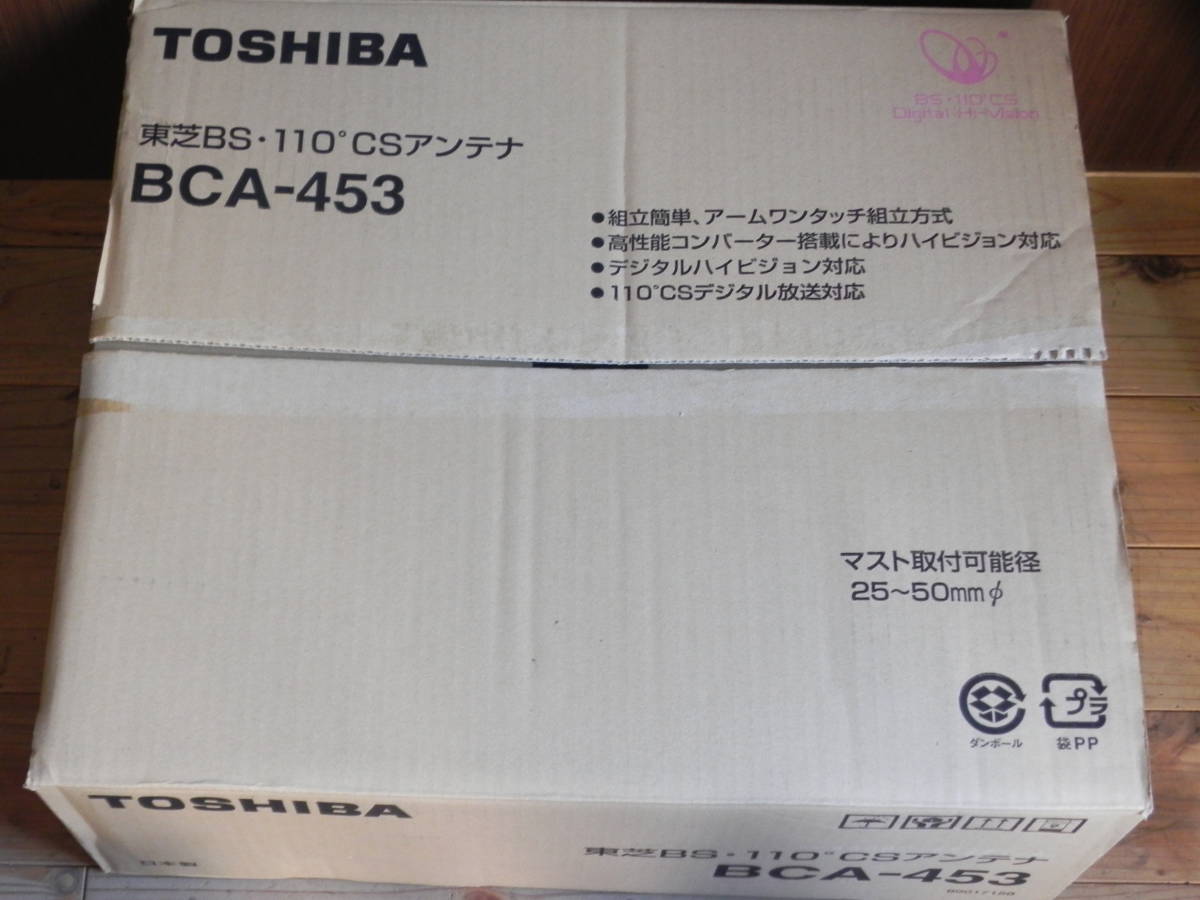 TOSHIBA
BS・110°CS
Digital Hi-Vision
東芝BS・110°CSアンテナ
BCA-453
●組立簡単、アームワンタッチ組立方式
●高性能コンバーター搭載によりハイビジョン対応
●デジタルハイビジョン対応
●110°CSデジタル放送対応
マスト取付可能径
25～50mmφ
プラ
ダンボール
袋PP
TOSHIBA
日本製
東芝BS・110°CSアンテナ
BCA-453